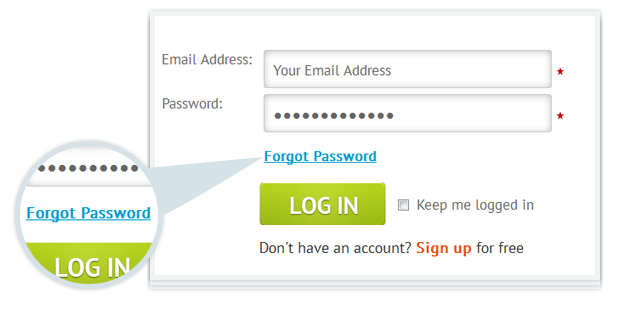 Email Address:
Your Email Address
Password:
Forgot Password
LOG IN
Keep me logged in
Don't have an account? Sign up for free
Forgot Password
LOG IN